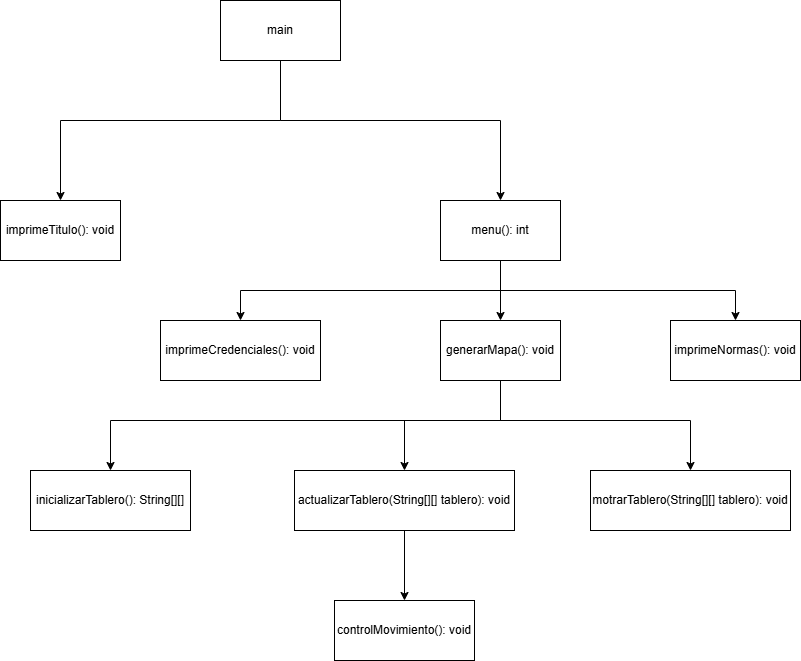 main
imprimeTitulo(): void
menu(): int
imprimeCredenciales(): void
generarMapa(): void
imprimeNormas(): void
inicializarTablero(): String[][]
actualizarTablero(String[][] tablero): void
motrarTablero(String[][] tablero): void
controlMovimiento(): void